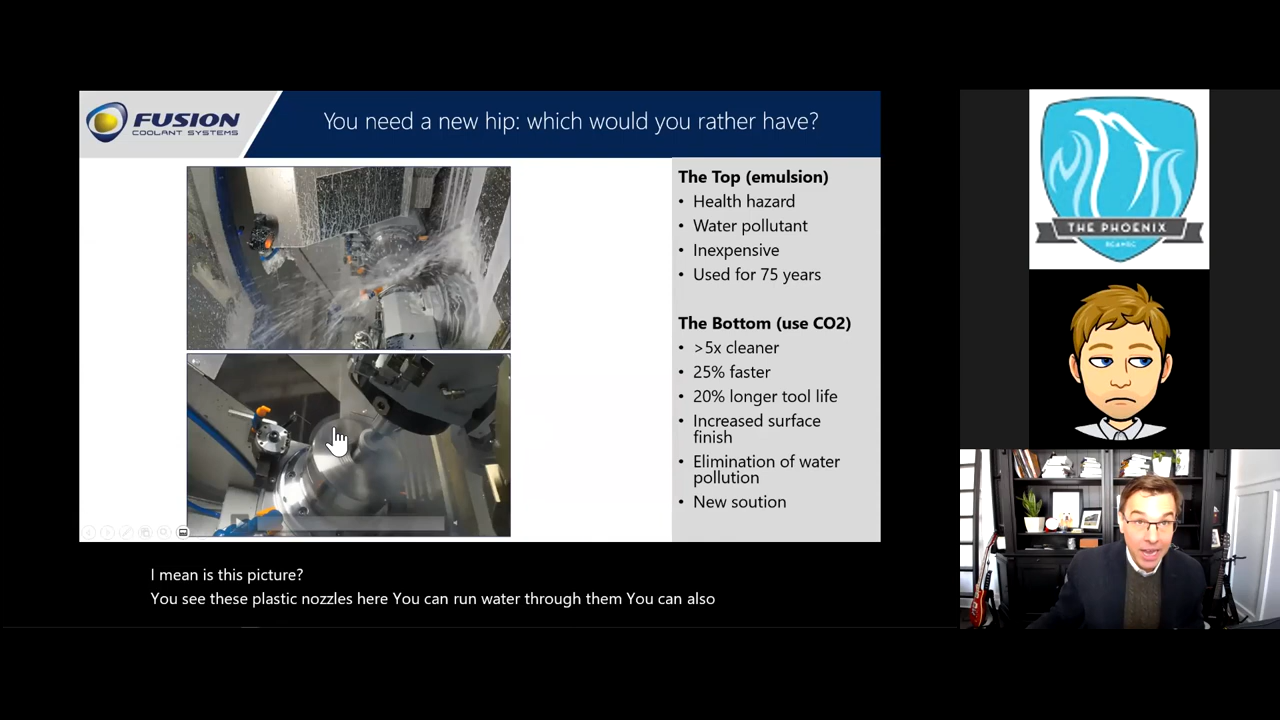 FUSION
COOLANT SYSTEMS
You need a new hip: which would you rather have?
The Top (emulsion)
• Health hazard
• Water pollutant
• Inexpensive
• Used for 75 years
The Bottom (use CO2)
• >5x cleaner
• 25% faster
• 20% longer tool life
• Increased surface
finish
• Elimination of water
pollution
• New soution
THE PHOENIX
I mean is this picture?
You see these plastic nozzles here You can run water through them You can also